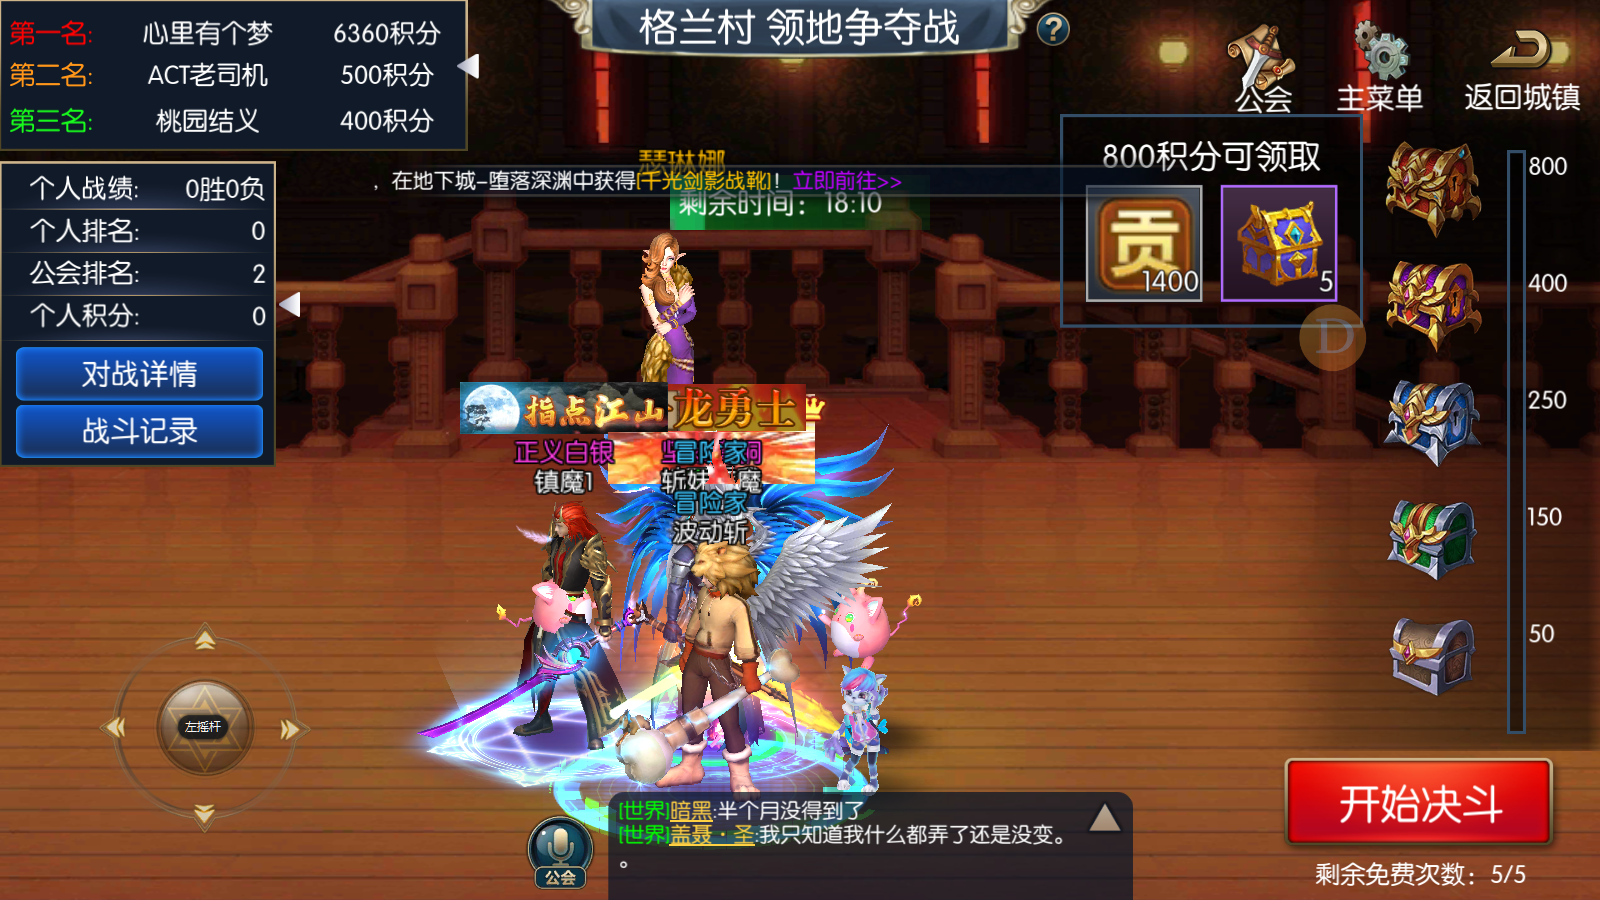 第一名: 心里有个梦 6360积分
第二名: ACT老司机 500积分
第三名: 桃园结义 400积分
格兰村 领地争夺战
?
公会
主菜单
返回城镇
个人战绩: 0胜0负
个人排名: 0
公会排名: 2
个人积分: 0
对战详情
战斗记录
瑟琳娜
，在地下城-堕落深渊中获得[千光剑影战靴]！立即前往>>
剩余时间：18:10
800积分可领取
贡
1400
5
D
800
400
250
150
50
指点江山
龙勇士
正义白银
镇魔1
冒险家
斩妹
魔
冒险家
波动斩
左摇杆
[世界]暗黑:半个月没得到了
[世界]盖聂·圣:我只知道我什么都弄了还是没变。
。
公会
开始决斗
剩余免费次数：5/5